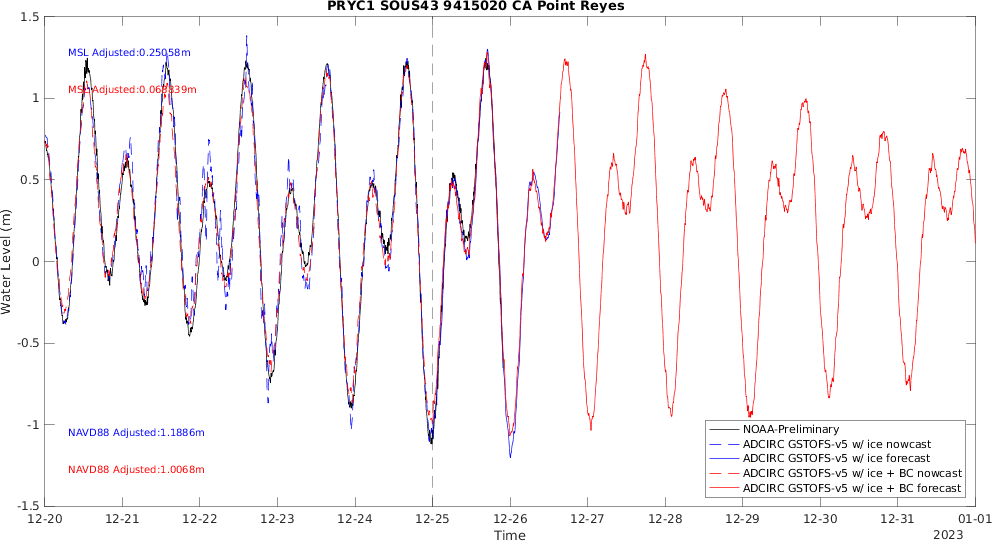 PRYC1 SOUS43 9415020 CA Point Reyes
1.5
1
0.5
0
-0.5
-1
-1.5
Water Level (m)
MSL Adjusted:0.25058m
MSL Adjusted:0.063839m
NAVD88 Adjusted:1.1886m
NAVD88 Adjusted:1.0068m
NOAA-Preliminary
ADCIRC GSTOFS-v5 w/ ice nowcast
ADCIRC GSTOFS-v5 w/ ice forecast
ADCIRC GSTOFS-v5 w/ ice + BC nowcast
ADCIRC GSTOFS-v5 w/ ice + BC forecast
12-20 12-21 12-22 12-23 12-24 12-25 12-26 12-27 12-28 12-29 12-30 12-31 01-01
Time
2023